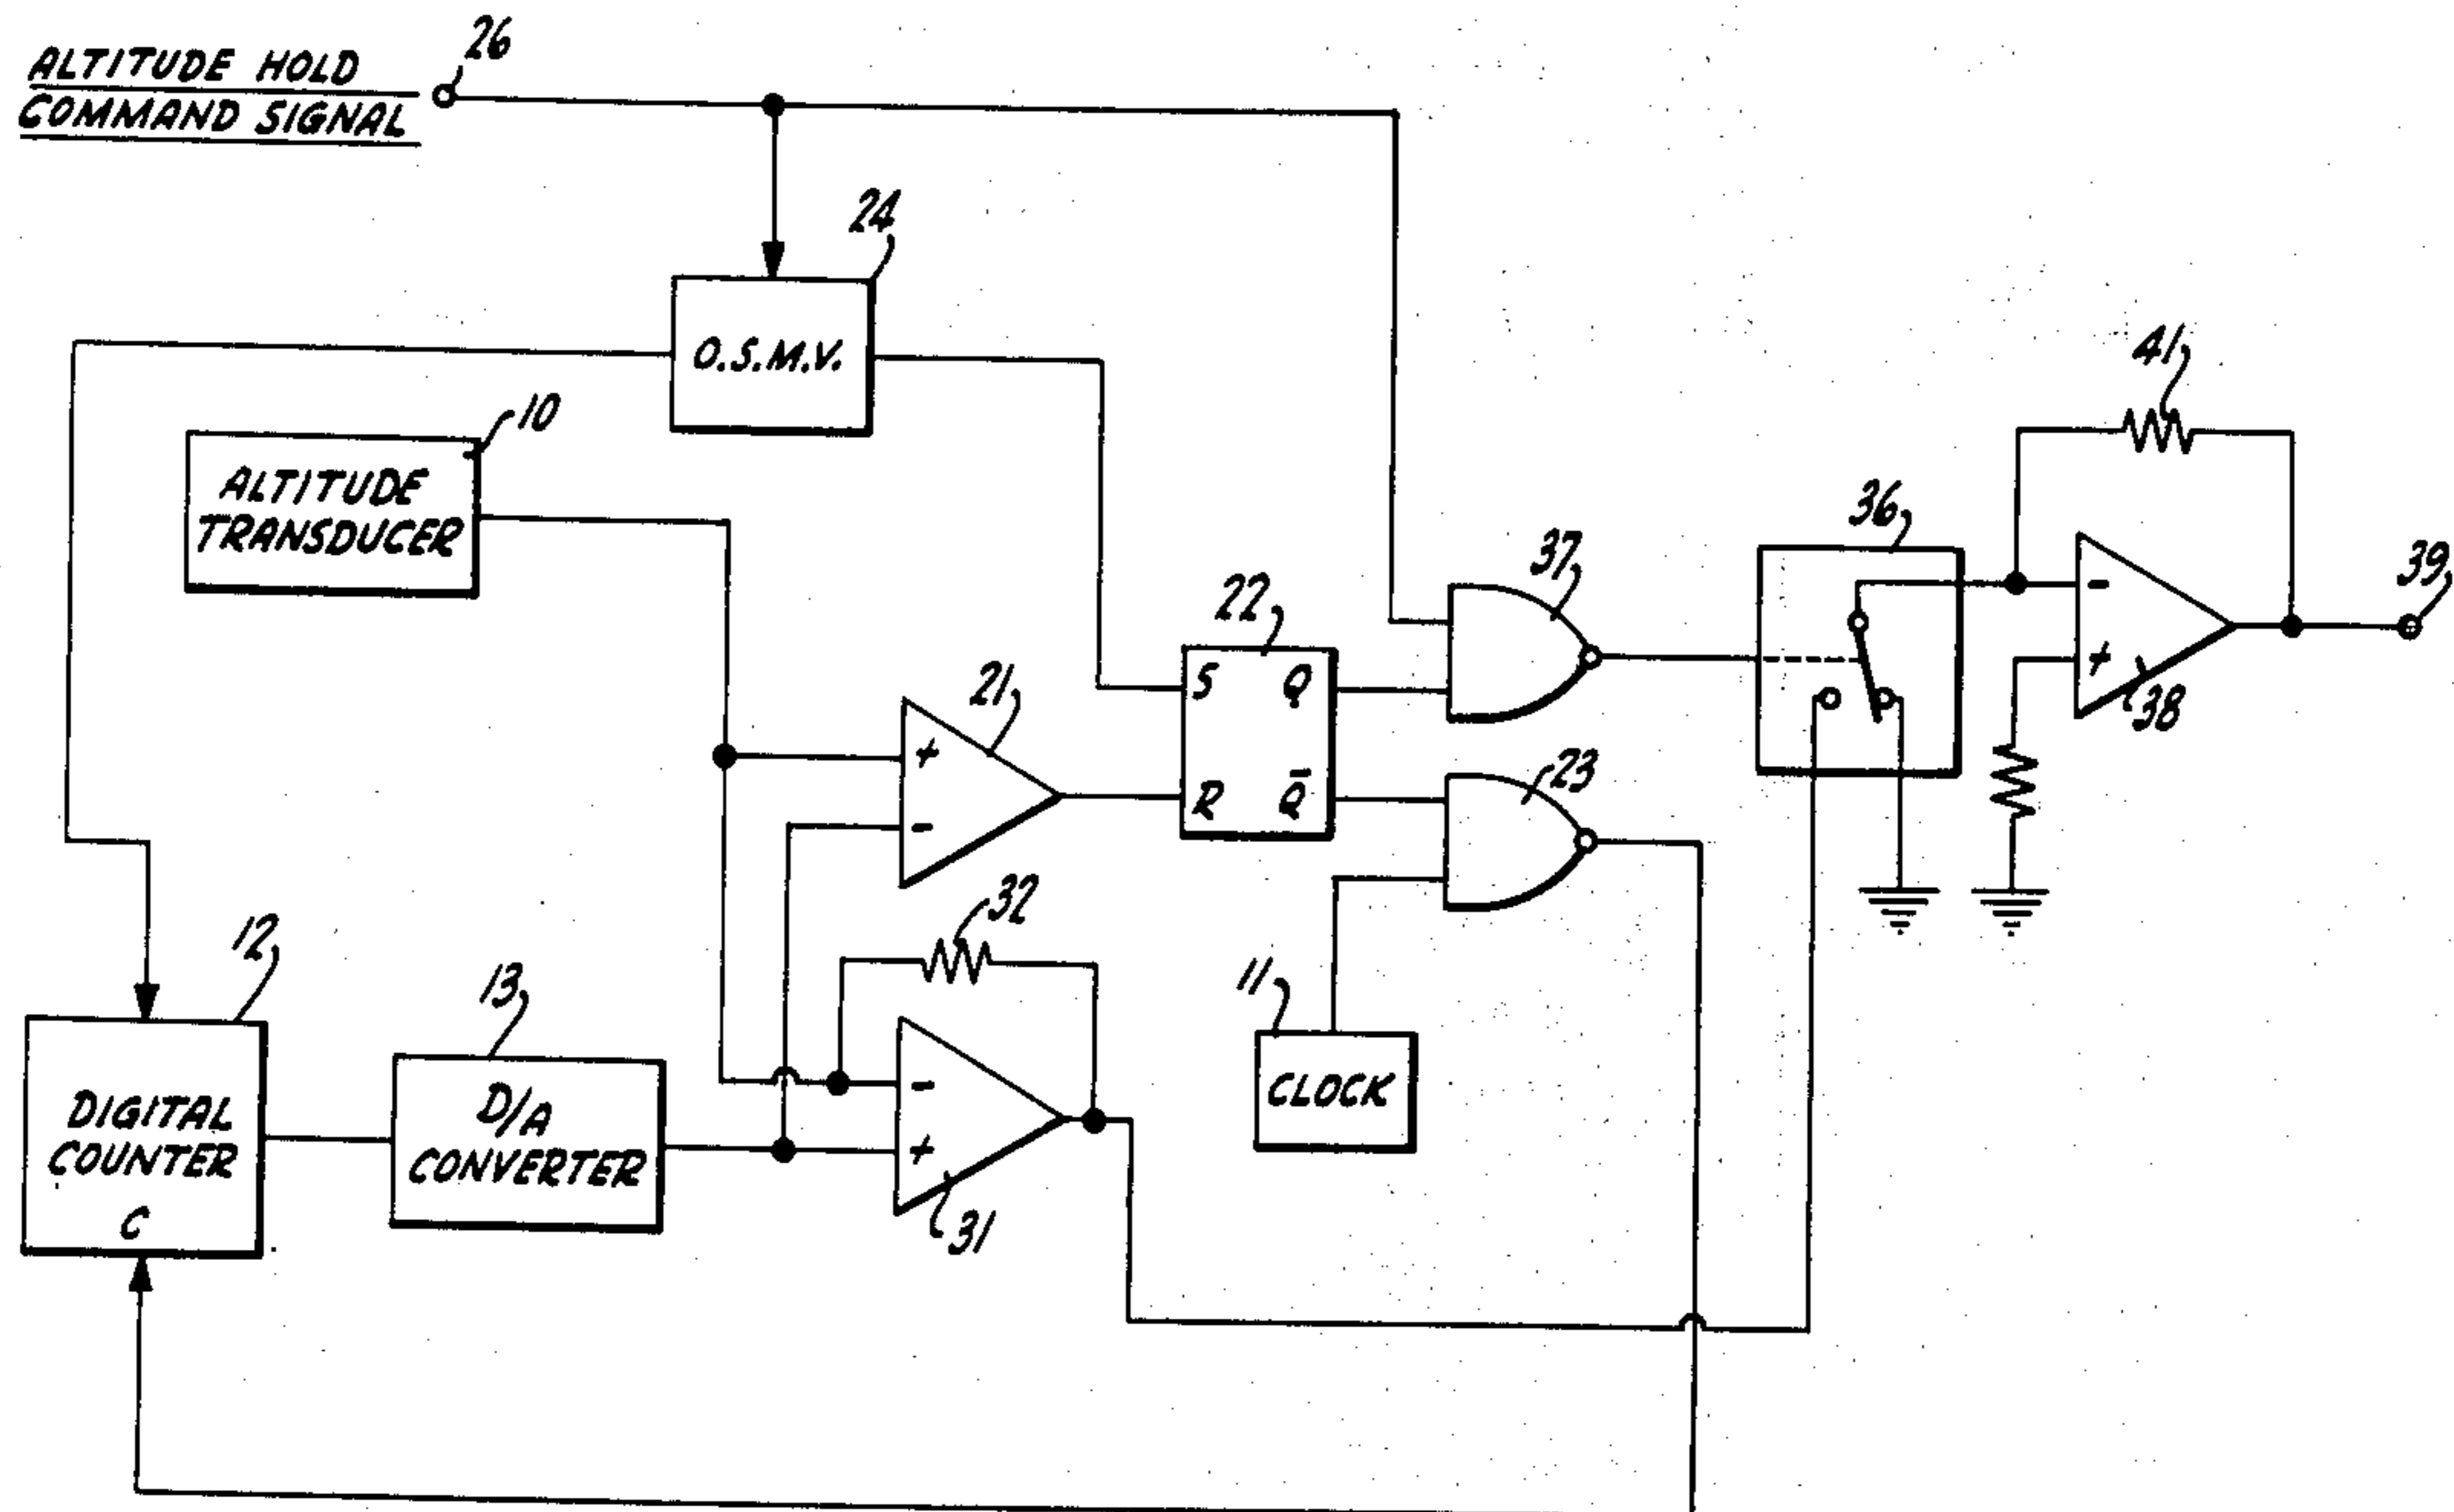 26
ALTITUDE HOLD
COMMAND SIGNAL
24
O.S.M.V.
10
ALTITUDE
TRANSDUCER
41
36
39
37
22
S Q
R Q̅
21
+
-
-
+
38
23
32
12
13
11
DIGITAL
COUNTER
C
D/A
CONVERTER
-
+
31
CLOCK